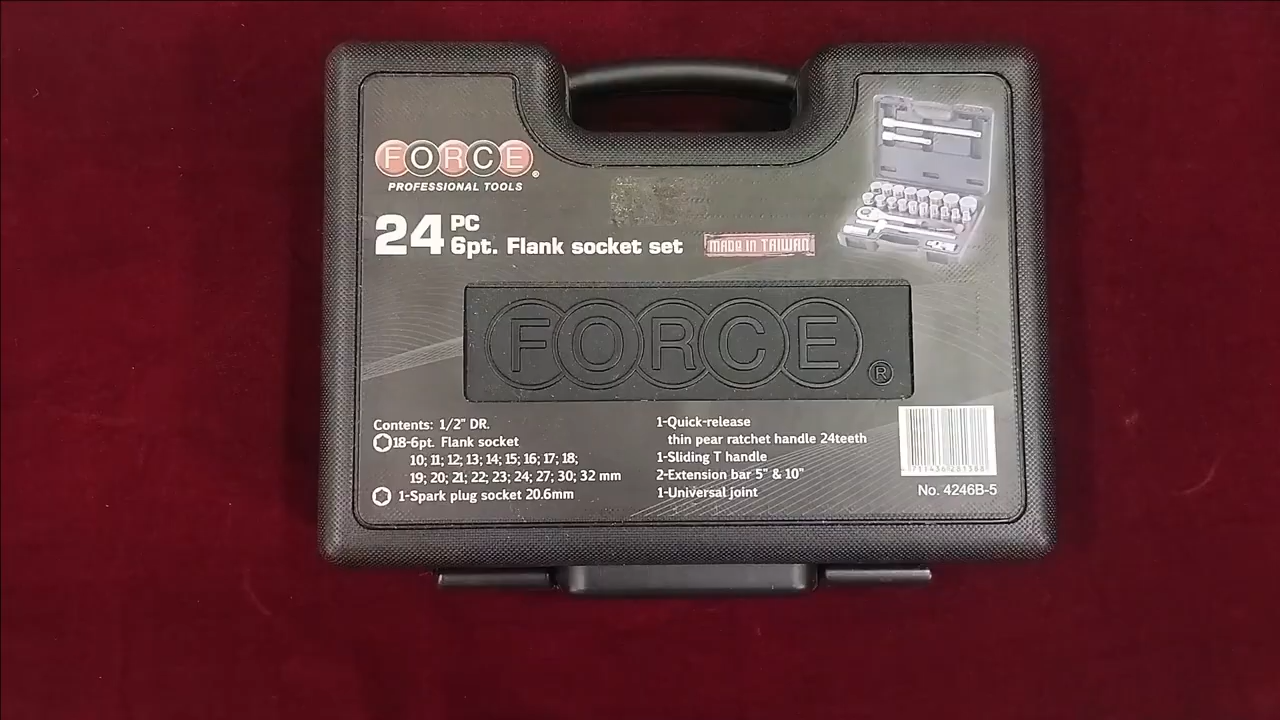 FORCE®
PROFESSIONAL TOOLS
24 PC
6pt. Flank socket set
MADE IN TAIWAN
FORCE®
Contents: 1/2" DR.
18-6pt. Flank socket
10; 11; 12; 13; 14; 15; 16; 17; 18;
19; 20; 21; 22; 23; 24; 27; 30; 32 mm
1-Spark plug socket 20.6mm
1-Quick-release
thin pear ratchet handle 24teeth
1-Sliding T handle
2-Extension bar 5" & 10"
1-Universal joint
No. 4246B-5